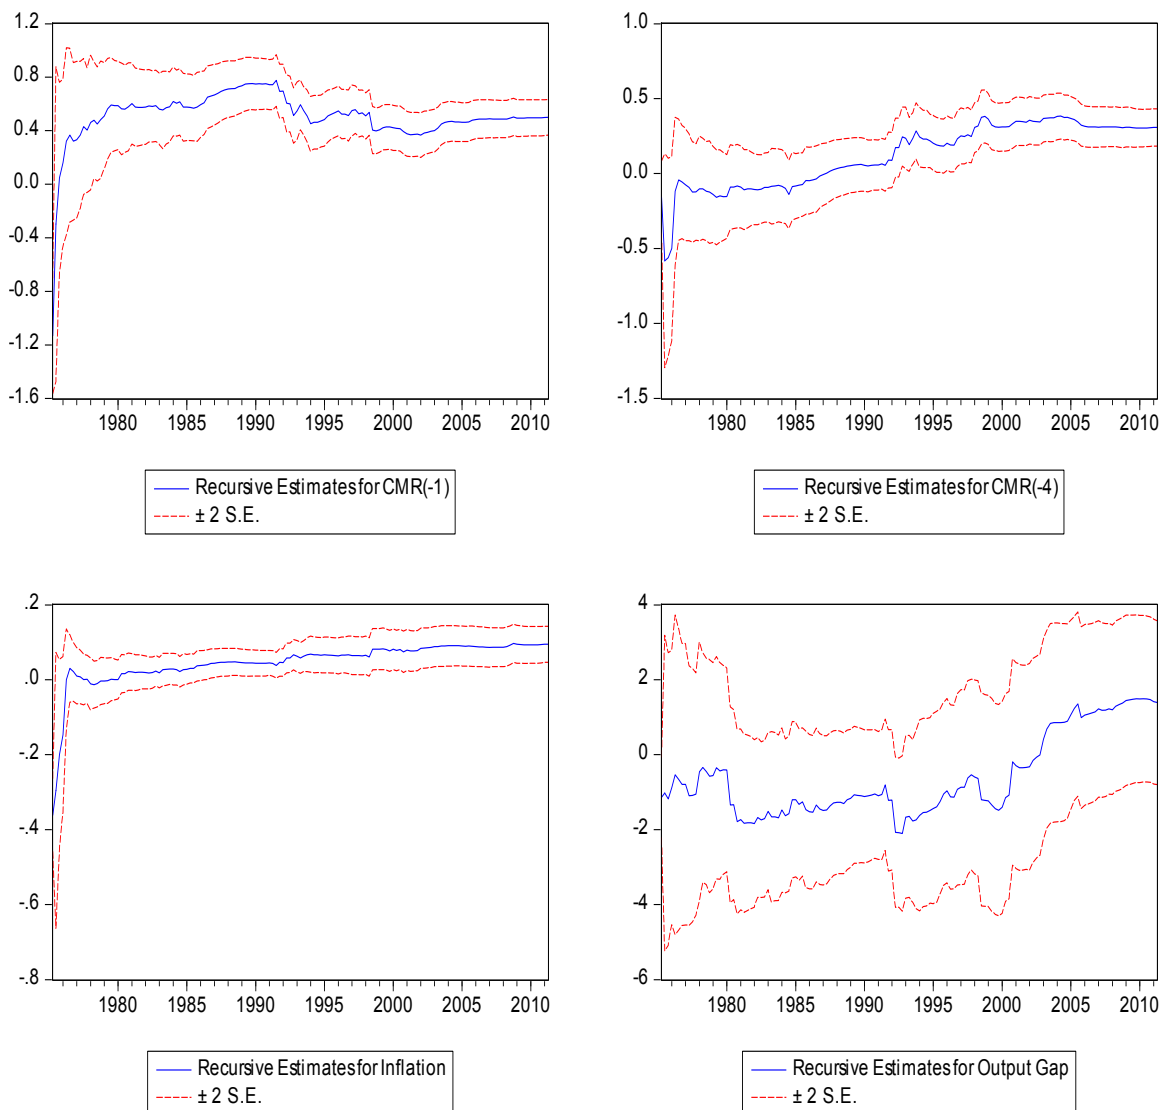 1.2
0.8
0.4
0.0
-0.4
-0.8
-1.2
-1.6
1980 1985 1990 1995 2000 2005 2010
Recursive Estimates for CMR(-1)
± 2 S.E.
1.0
0.5
0.0
-0.5
-1.0
-1.5
1980 1985 1990 1995 2000 2005 2010
Recursive Estimates for CMR(-4)
± 2 S.E.
.2
.0
-.2
-.4
-.6
-.8
1980 1985 1990 1995 2000 2005 2010
Recursive Estimates for Inflation
± 2 S.E.
4
2
0
-2
-4
-6
1980 1985 1990 1995 2000 2005 2010
Recursive Estimates for Output Gap
± 2 S.E.